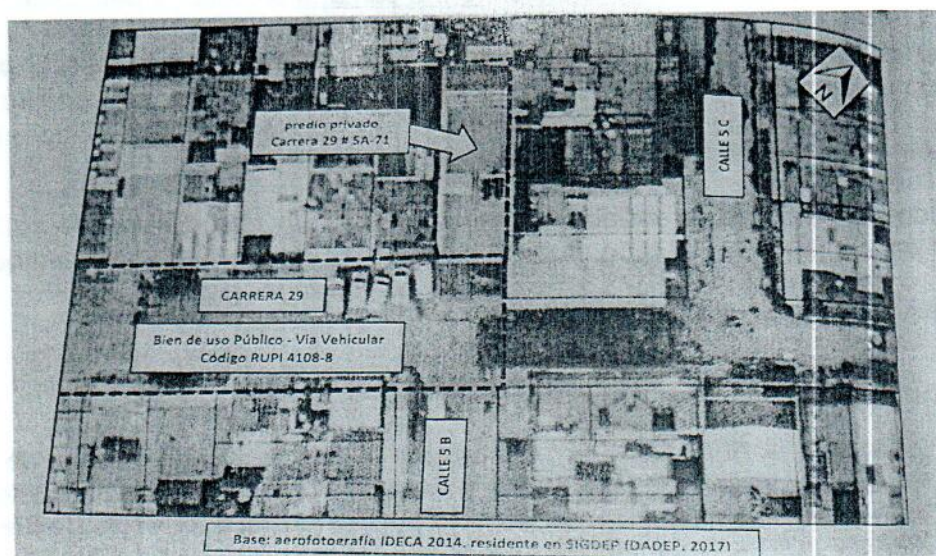 N
predio privado
Carrera 29 # 5A-71
CALLE 5 C
CARRERA 29
Bien de uso Público - Vía Vehicular
Código RUPI 4108-8
CALLE 5 B
Base: aerofotografía IDECA 2014, residente en SIGDEP (DADEP, 2017)